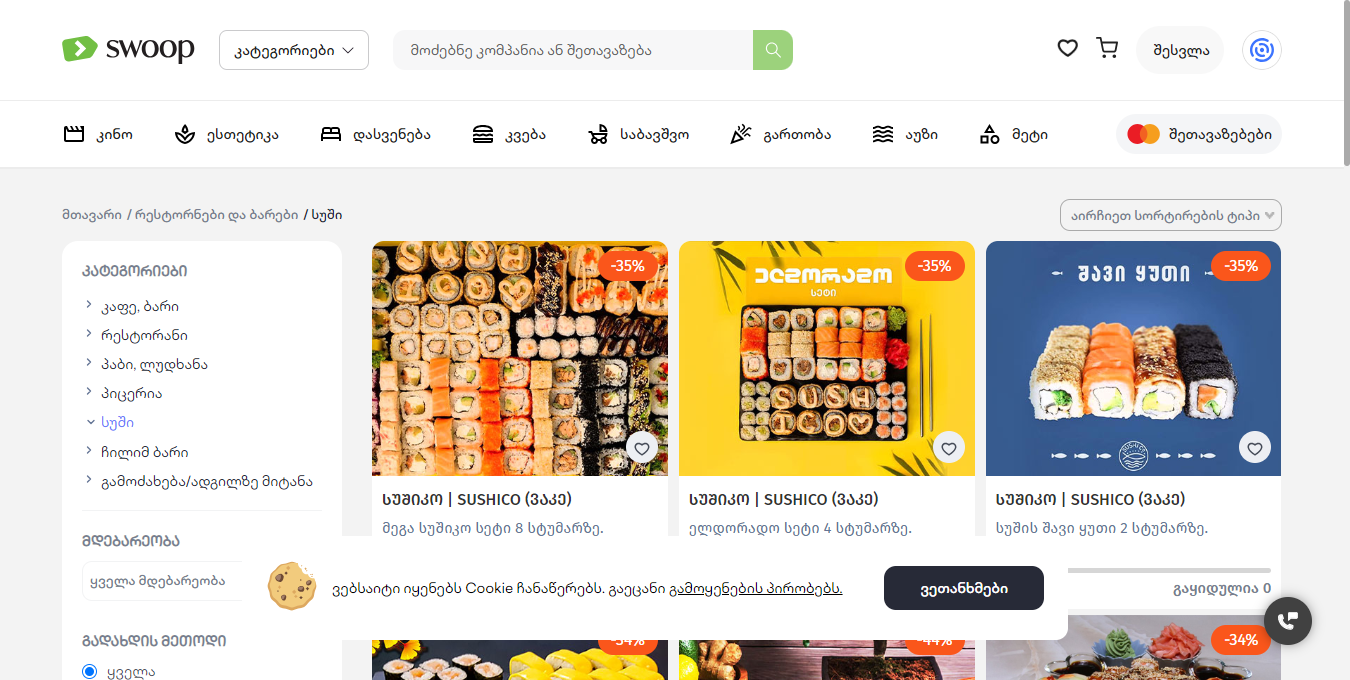 swoop
კატეგორიები
მოძებნე კომპანია ან შეთავაზება
შესვლა
კინო
ესთეტიკა
დასვენება
კვება
საბავშვო
გართობა
აუზი
მეტი
შეთავაზებები
მთავარი / რესტორნები და ბარები / სუში
აირჩიეთ სორტირების ტიპი
კატეგორიები
კაფე, ბარი
რესტორანი
პაბი, ლუდხანა
პიცერია
სუში
ჩილიმ ბარი
გამოძახება/ადგილზე მიტანა
მდებარეობა
ყველა მდებარეობა
გადახდის მეთოდი
ყველა
-35%
სუშიკო | SUSHICO (ვაკე)
მეგა სუშიკო სეტი 8 სტუმარზე.
ელდორადო
სეტი
SUSHI
ICO
-35%
სუშიკო | SUSHICO (ვაკე)
ელდორადო სეტი 4 სტუმარზე.
შავი ყუთი
-35%
SUSHICO
სუშიკო | SUSHICO (ვაკე)
სუშის შავი ყუთი 2 სტუმარზე.
გაყიდულია 0
ვებსაიტი იყენებს Cookie ჩანაწერებს. გაეცანი გამოყენების პირობებს.
ვეთანხმები
-34%
-44%
-34%